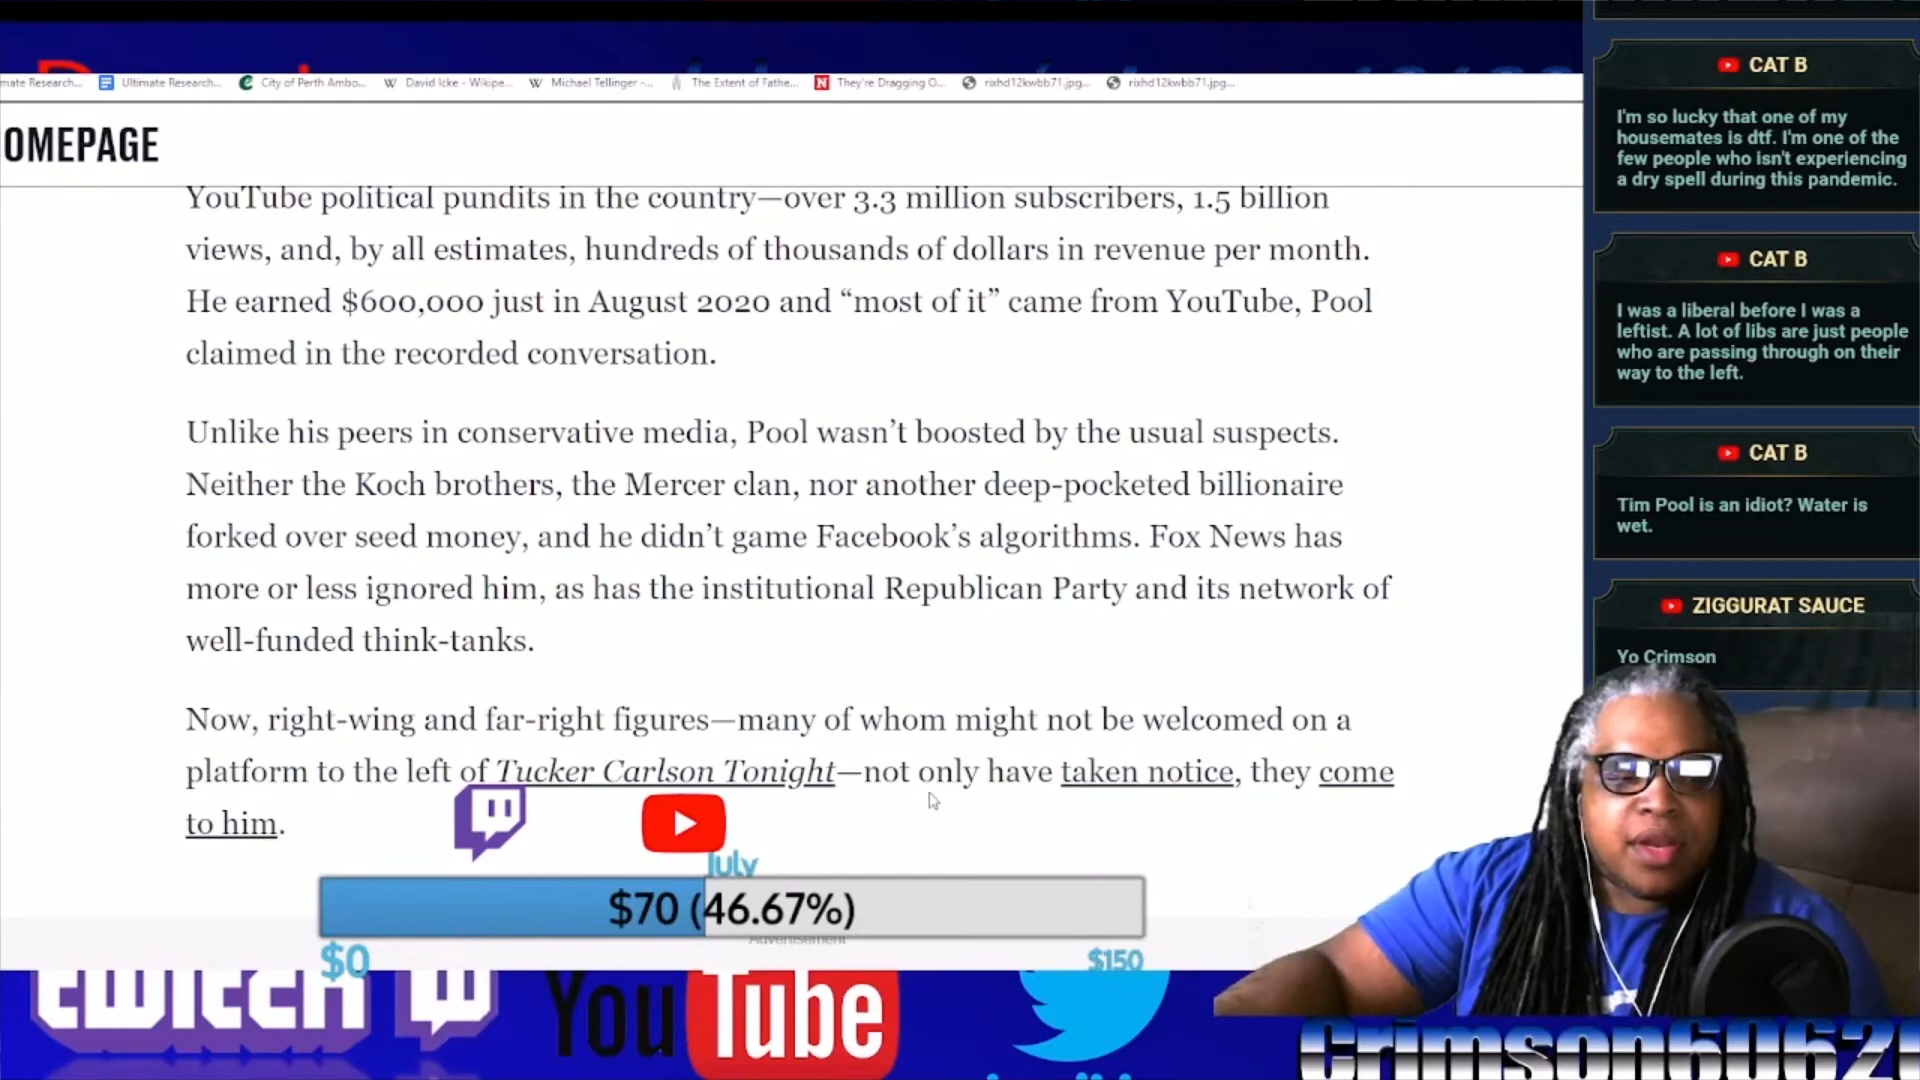 mate Research...
Ultimate Research...
City of Perth Ambo...
David Icke - Wikipe...
Michael Tellinger -...
The Extent of Fathe...
They're Dragging O...
rixhd12kwbb71.jpg...
rixhd12kwbb71.jpg...
OMEPAGE
YouTube political pundits in the country—over 3.3 million subscribers, 1.5 billion
views, and, by all estimates, hundreds of thousands of dollars in revenue per month.
He earned $600,000 just in August 2020 and “most of it” came from YouTube, Pool
claimed in the recorded conversation.
Unlike his peers in conservative media, Pool wasn’t boosted by the usual suspects.
Neither the Koch brothers, the Mercer clan, nor another deep-pocketed billionaire
forked over seed money, and he didn’t game Facebook’s algorithms. Fox News has
more or less ignored him, as has the institutional Republican Party and its network of
well-funded think-tanks.
Now, right-wing and far-right figures—many of whom might not be welcomed on a
platform to the left of Tucker Carlson Tonight—not only have taken notice, they come
to him.
July
$70 (46.67%)
Advertisement
$0
$150
twitch
YouTube
Crimson60620
CAT B
I'm so lucky that one of my
housemates is dtf. I'm one of the
few people who isn't experiencing
a dry spell during this pandemic.
CAT B
I was a liberal before I was a
leftist. A lot of libs are just people
who are passing through on their
way to the left.
CAT B
Tim Pool is an idiot? Water is
wet.
ZIGGURAT SAUCE
Yo Crimson